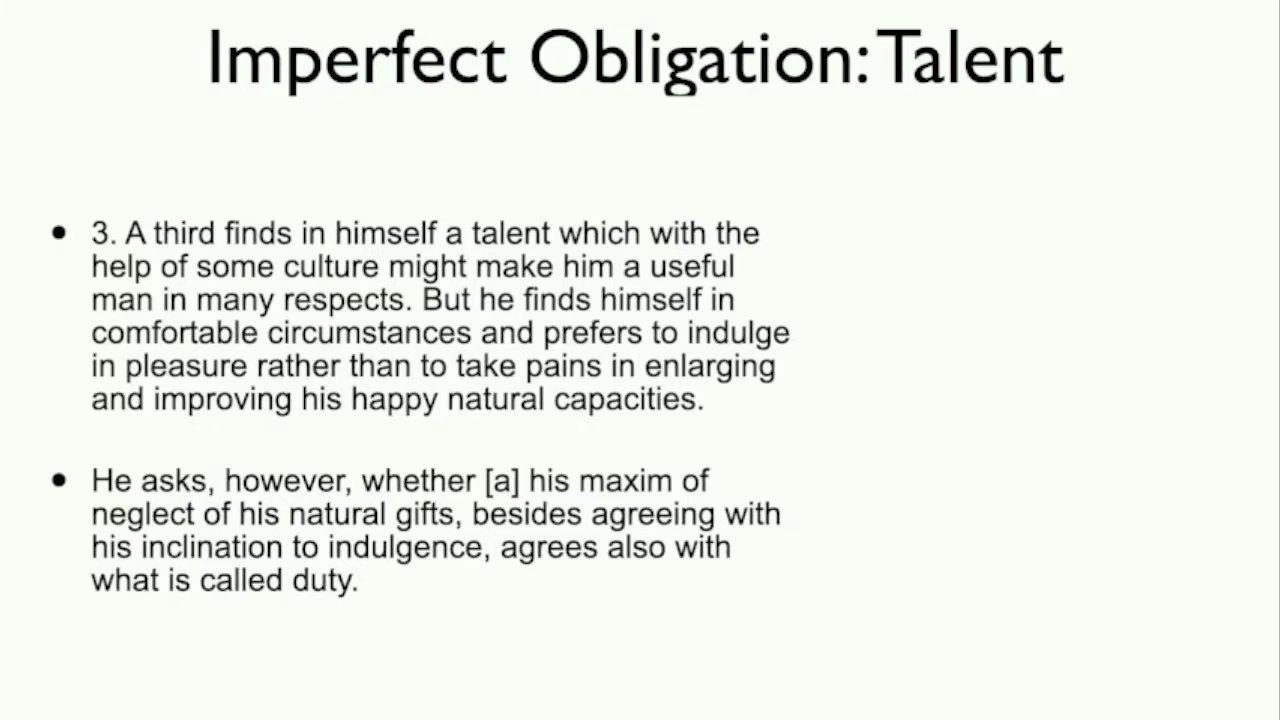 Imperfect Obligation: Talent
• 3. A third finds in himself a talent which with the
help of some culture might make him a useful
man in many respects. But he finds himself in
comfortable circumstances and prefers to indulge
in pleasure rather than to take pains in enlarging
and improving his happy natural capacities.
• He asks, however, whether [a] his maxim of
neglect of his natural gifts, besides agreeing with
his inclination to indulgence, agrees also with
what is called duty.